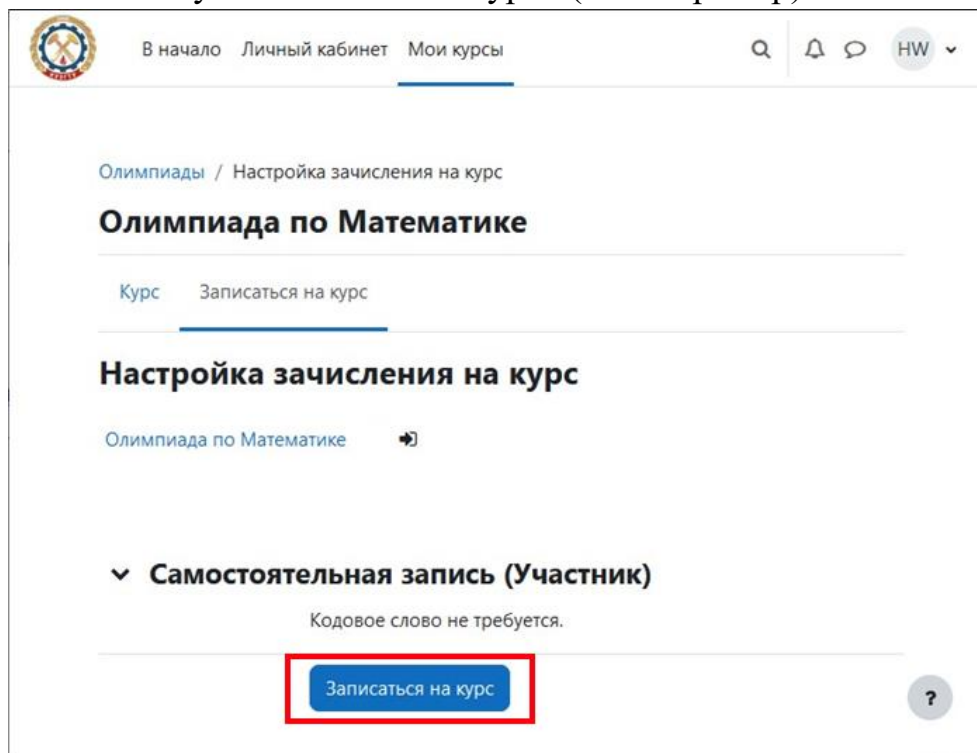 В начало Личный кабинет Мои курсы HW
Олимпиады / Настройка зачисления на курс
Олимпиада по Математике
Курс Записаться на курс
Настройка зачисления на курс
Олимпиада по Математике
Самостоятельная запись (Участник)
Кодовое слово не требуется.
Записаться на курс
?